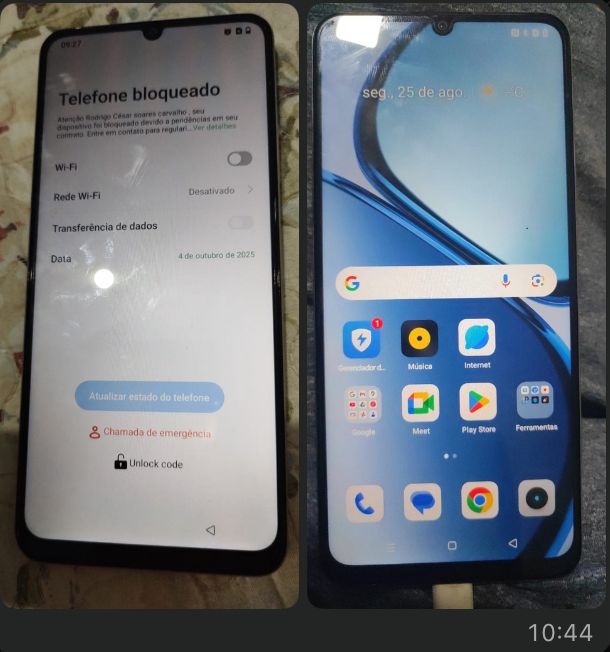 09:27
Telefone bloqueado
Atenção Rodrigo César soares carvalho , seu
dispositivo foi bloqueado devido a pendências em seu
contrato. Entre em contato para regulari...Ver detalhes
Wi-Fi
Rede Wi-Fi
Desativado
Transferência de dados
Data
4 de outubro de 2025
Atualizar estado do telefone
Chamada de emergência
Unlock code
seg., 25 de ago.
G
1
Gerenciador d...
Música
Internet
Google
Meet
Play Store
Ferramentas
10:44